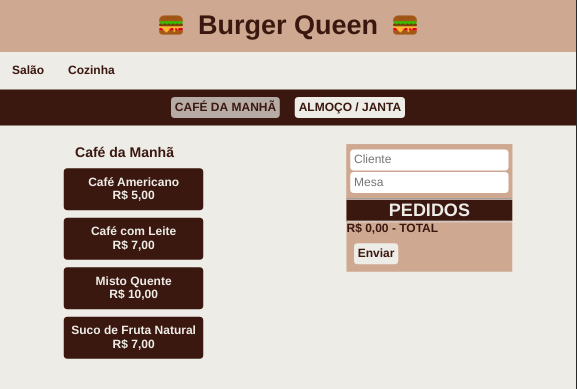 Burger Queen
Salão Cozinha
CAFÉ DA MANHÃ ALMOÇO / JANTA
Café da Manhã
Café Americano
R$ 5,00
Café com Leite
R$ 7,00
Misto Quente
R$ 10,00
Suco de Fruta Natural
R$ 7,00
Cliente
Mesa
PEDIDOS
R$ 0,00 - TOTAL
Enviar